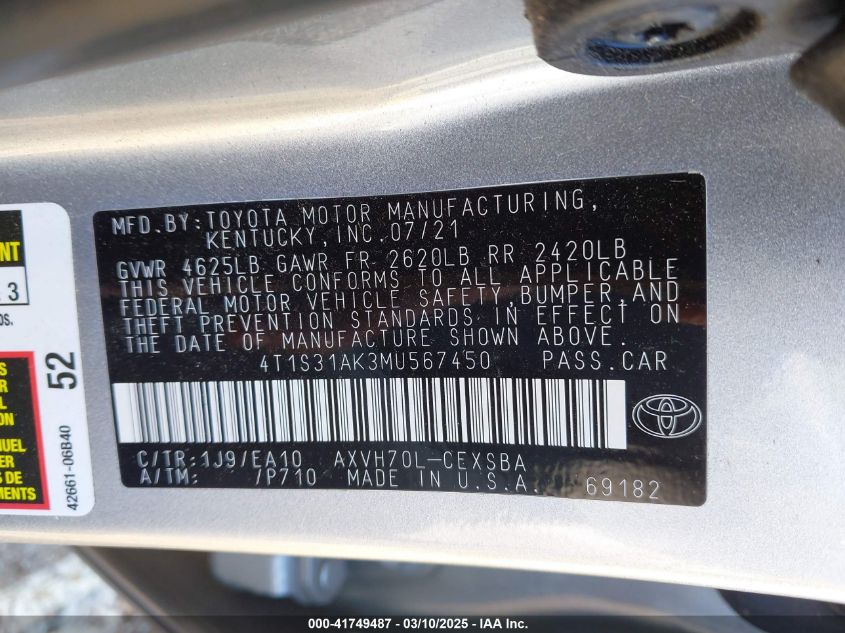 MFD.BY:TOYOTA MOTOR MANUFACTURING,
KENTUCKY,INC.07/21
GVWR 4625LB GAWR FR 2620LB RR 2420LB
THIS VEHICLE CONFORMS TO ALL APPLICABLE
FEDERAL MOTOR VEHICLE SAFETY,BUMPER,AND
THEFT PREVENTION STANDARDS IN EFFECT ON
THE DATE OF MANUFACTURE SHOWN ABOVE.
4T1S31AK3MU567450 PASS.CAR
C/TR:1J9/EA10 AXVH70L-CEXSBA
A/TM: /P710 MADE IN U.S.A.
69182
3
52
42661-06B40
000-41749487 - 03/10/2025 - IAA Inc.